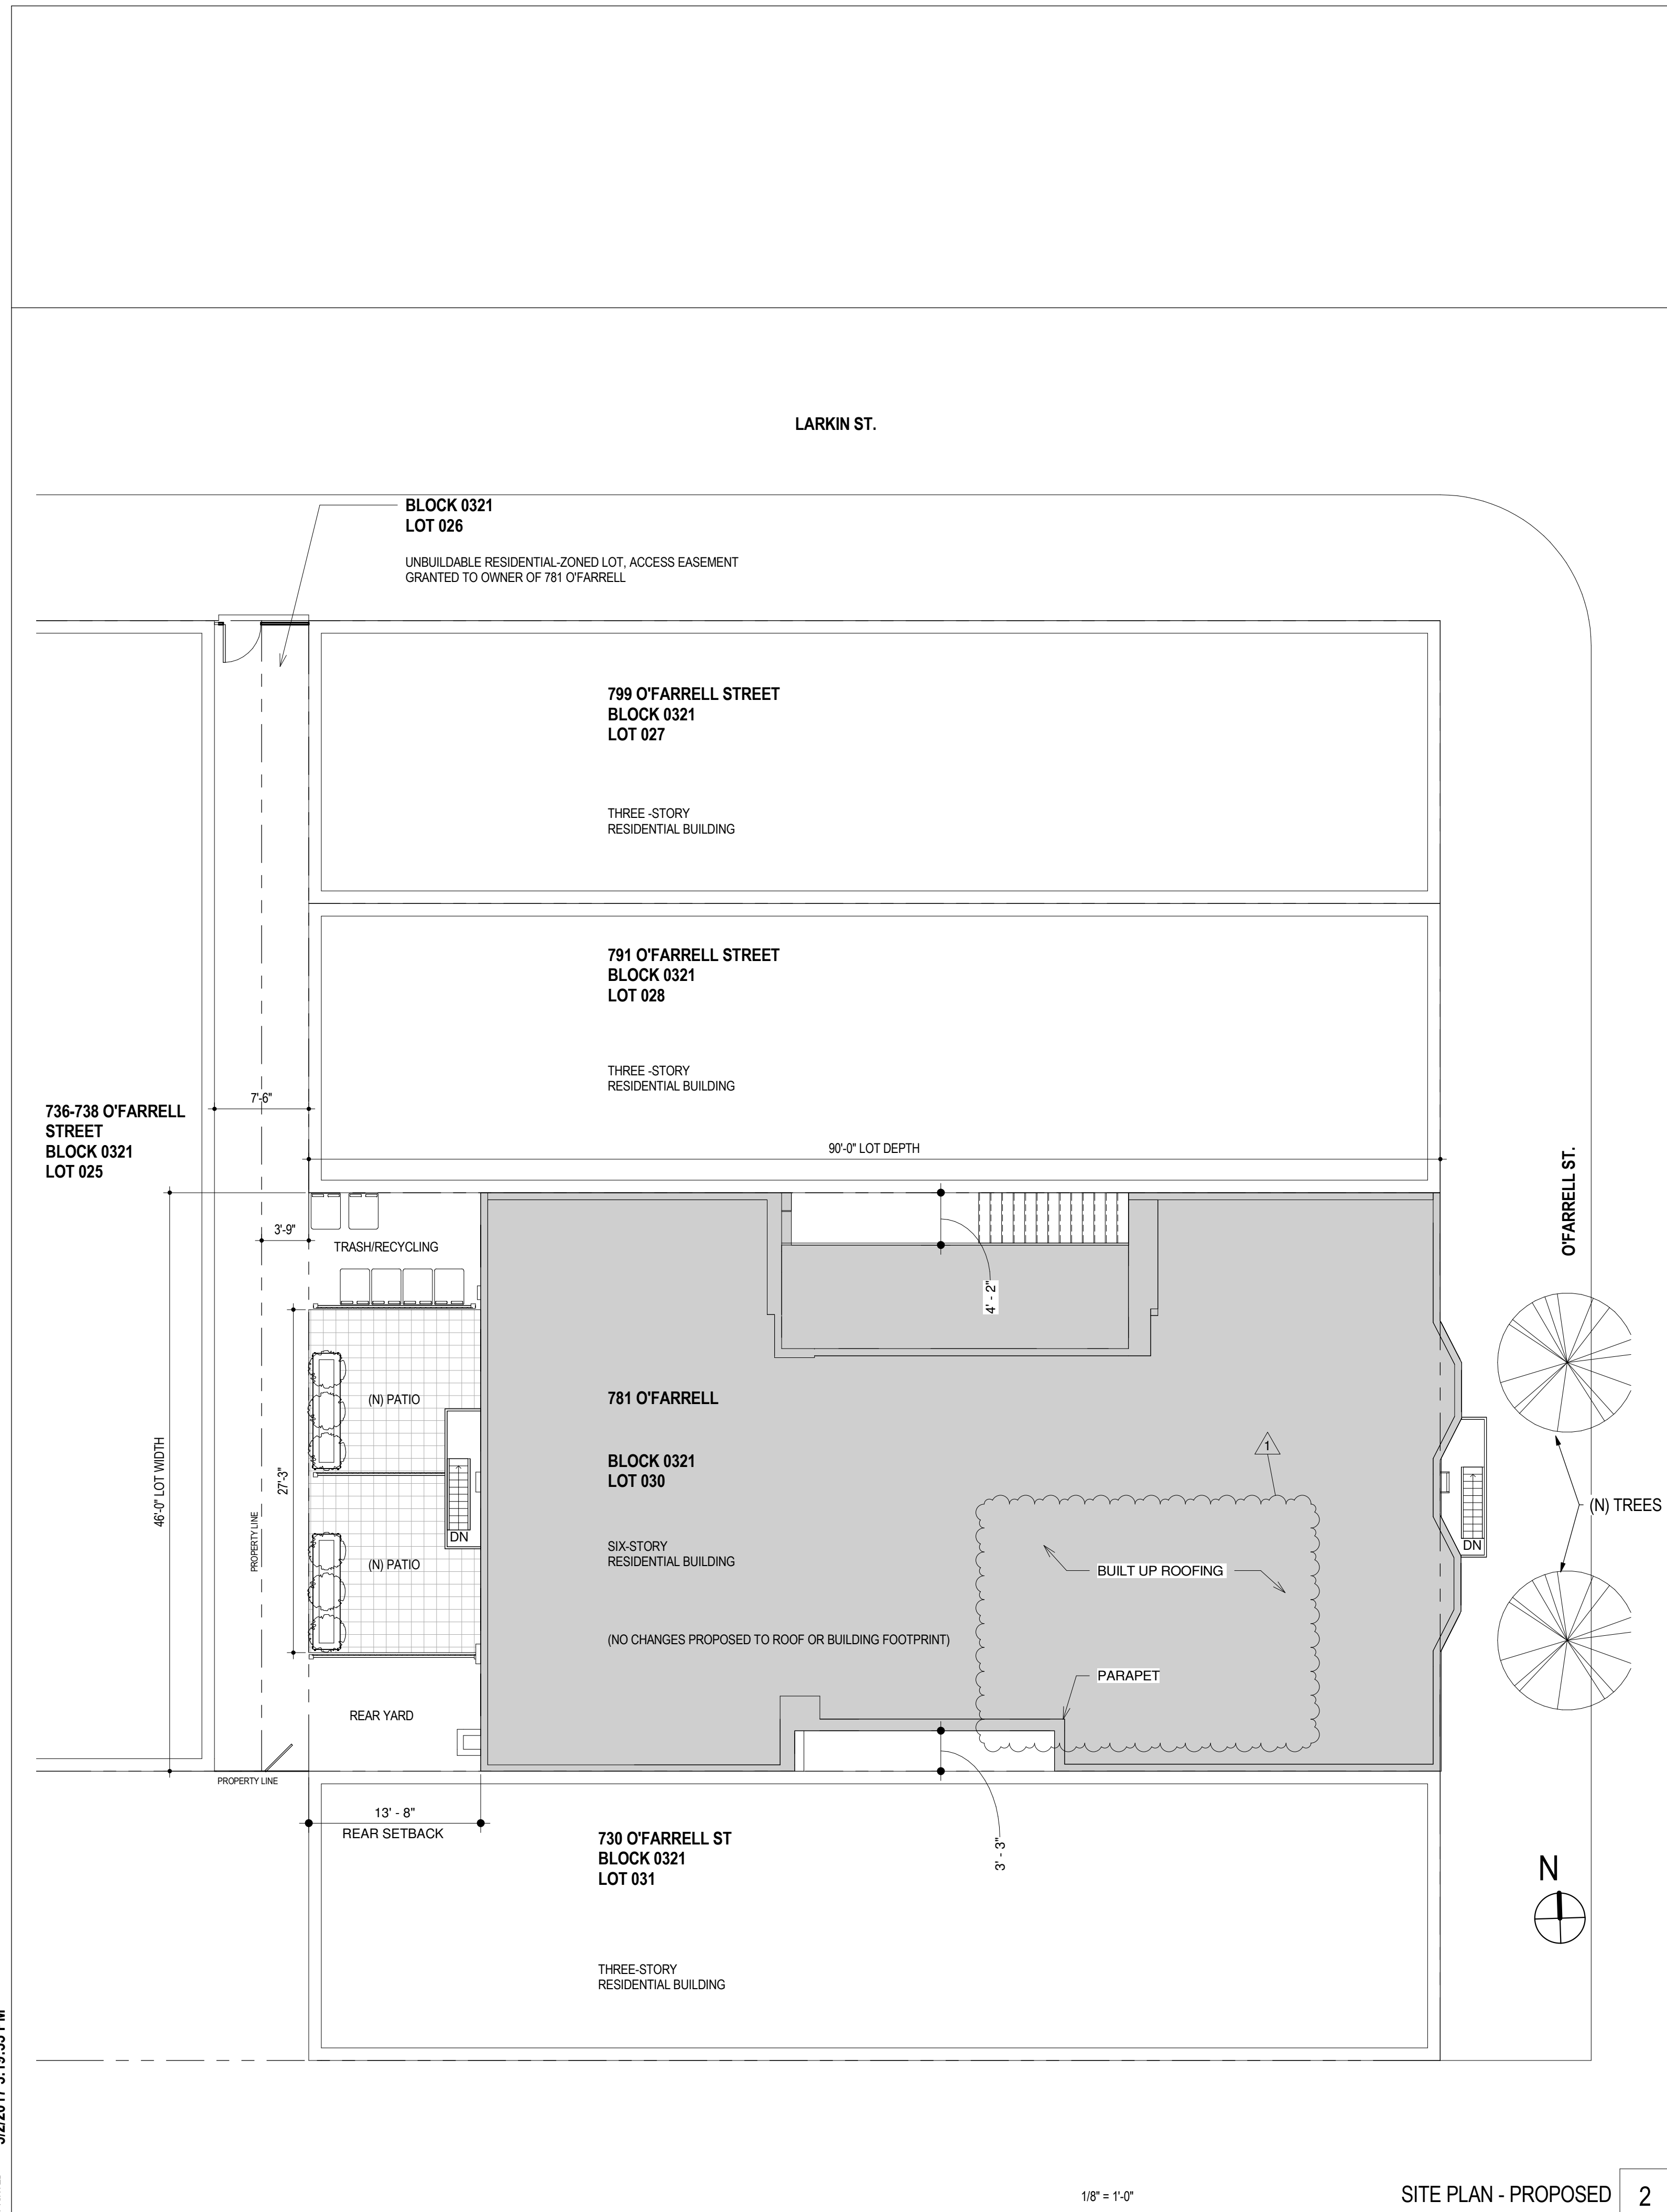 LARKIN ST.
BLOCK 0321
LOT 026
UNBUILDABLE RESIDENTIAL-ZONED LOT, ACCESS EASEMENT
GRANTED TO OWNER OF 781 O'FARRELL
799 O'FARRELL STREET
BLOCK 0321
LOT 027
THREE -STORY
RESIDENTIAL BUILDING
791 O'FARRELL STREET
BLOCK 0321
LOT 028
THREE -STORY
RESIDENTIAL BUILDING
7'-6"
736-738 O'FARRELL
STREET
BLOCK 0321
LOT 025
90'-0" LOT DEPTH
O'FARRELL ST.
3'-9"
TRASH/RECYCLING
4' - 2"
(N) PATIO
781 O'FARRELL
BLOCK 0321
LOT 030
1
46'-0" LOT WIDTH
27'-3"
PROPERTY LINE
DN
(N) PATIO
SIX-STORY
RESIDENTIAL BUILDING
BUILT UP ROOFING
(N) TREES
DN
(NO CHANGES PROPOSED TO ROOF OR BUILDING FOOTPRINT)
PARAPET
REAR YARD
PROPERTY LINE
13' - 8"
REAR SETBACK
730 O'FARRELL ST
BLOCK 0321
LOT 031
3' - 3"
N
THREE-STORY
RESIDENTIAL BUILDING
1/8" = 1'-0"
SITE PLAN - PROPOSED
2